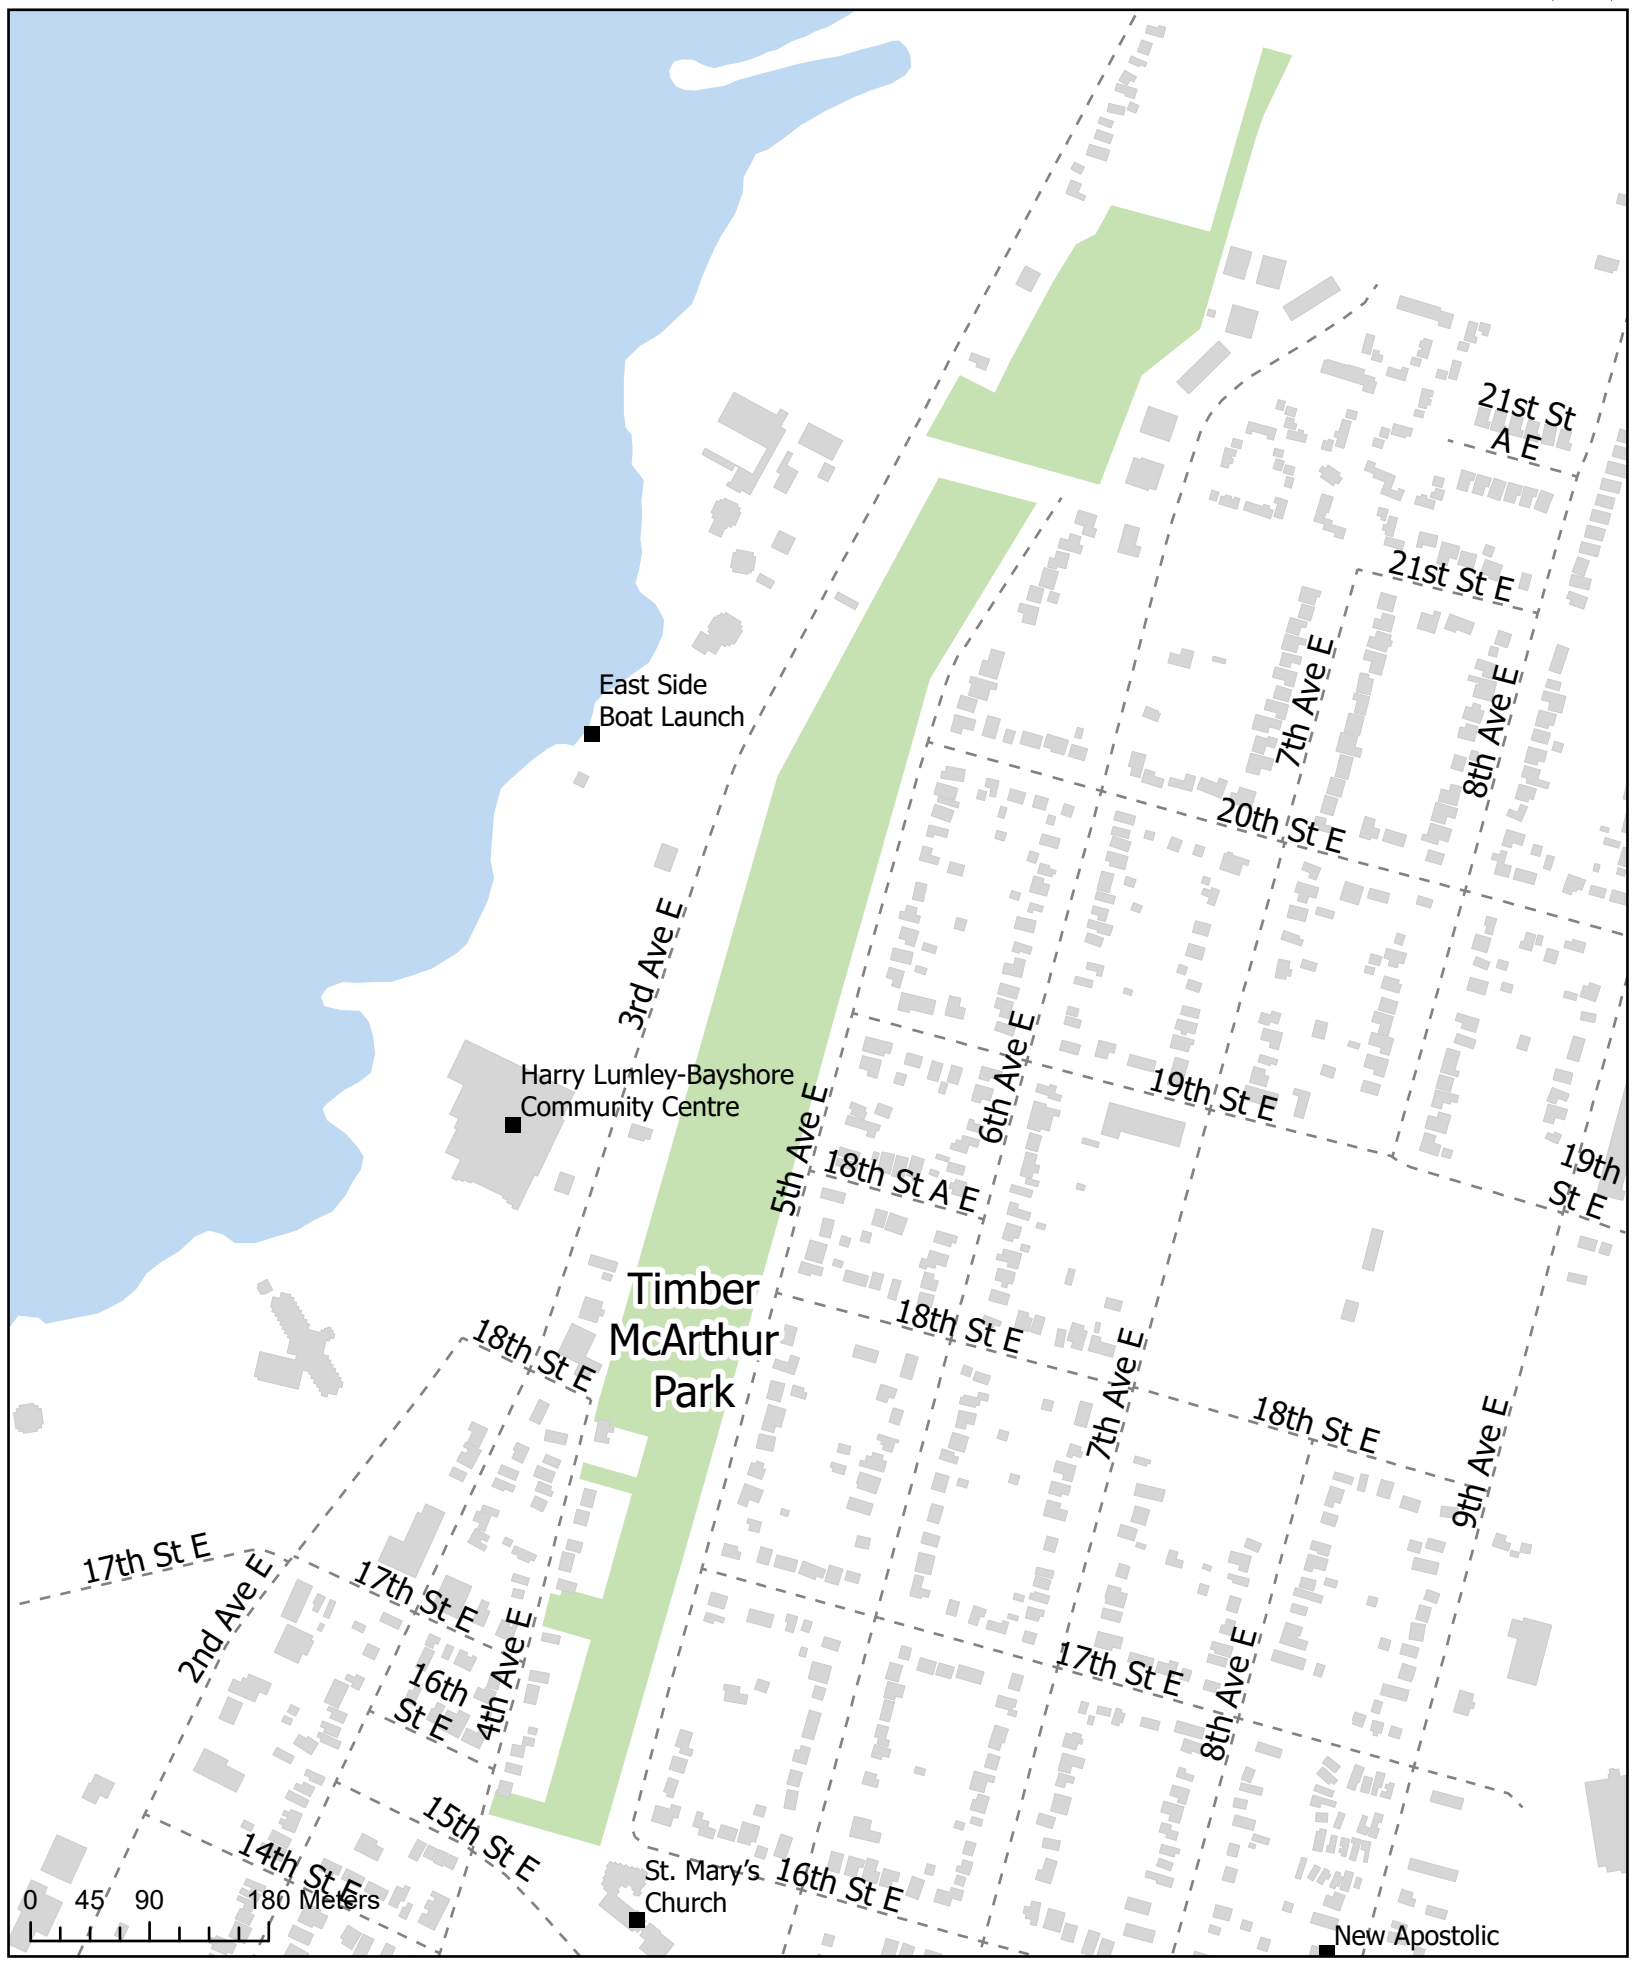 21st St
A E
21st St E
7th Ave E
8th Ave E
East Side
Boat Launch
20th St E
3rd Ave E
Harry Lumley-Bayshore
Community Centre
6th Ave E
19th St E
5th Ave E
18th St A E
19th
St E
Timber
McArthur
Park
18th St E
18th St E
7th Ave E
18th St E
9th Ave E
17th St E
17th St E
2nd Ave E
16th
St E
4th Ave E
17th St E
8th Ave E
15th St E
14th St E
St. Mary's
Church
16th St E
0 45 90 180 Meters
New Apostolic